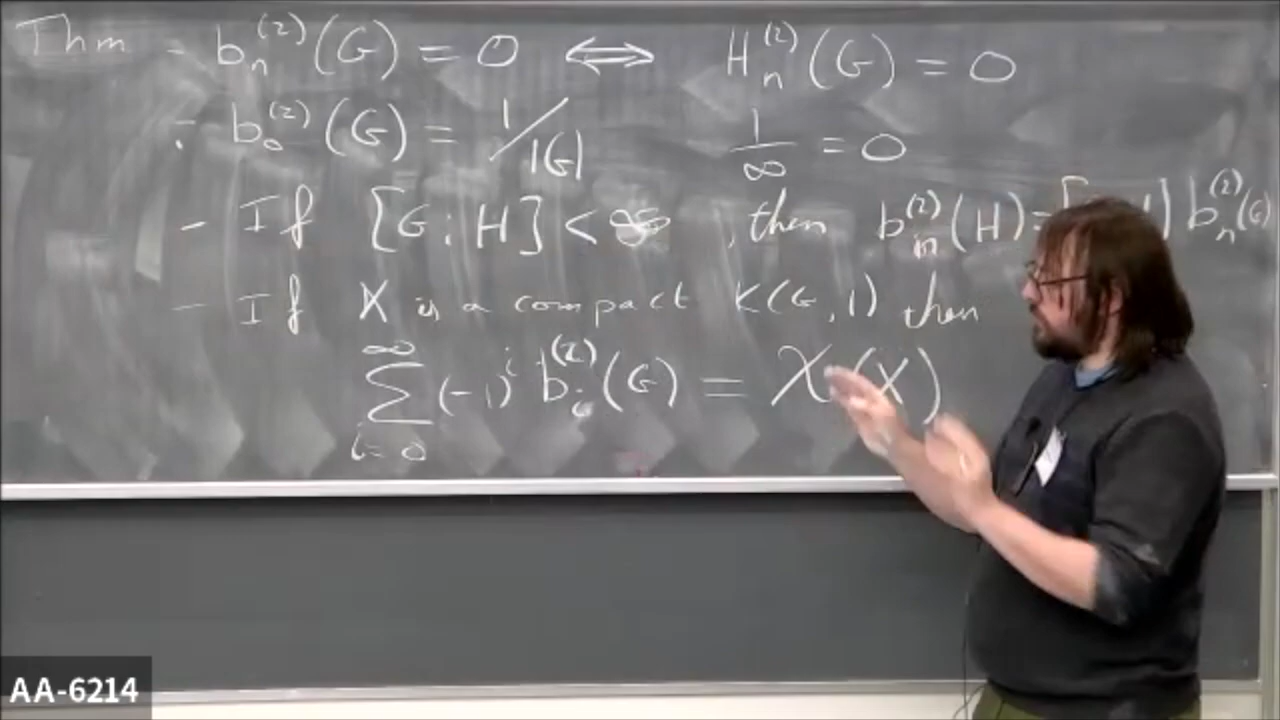 Thm - b_n^{(2)}(G) = 0 ⟺ H_n^{(2)}(G) = 0
- b_0^{(2)}(G) = 1/|G| 1/∞ = 0
- If [G:H] < ∞, then b_n^{(2)}(H) = [ ] b_n^{(2)}(G)
- If X is a compact K(G,1) then
∑_{i=0}^{∞} (-1)^i b_i^{(2)}(G) = χ(X)
AA-6214